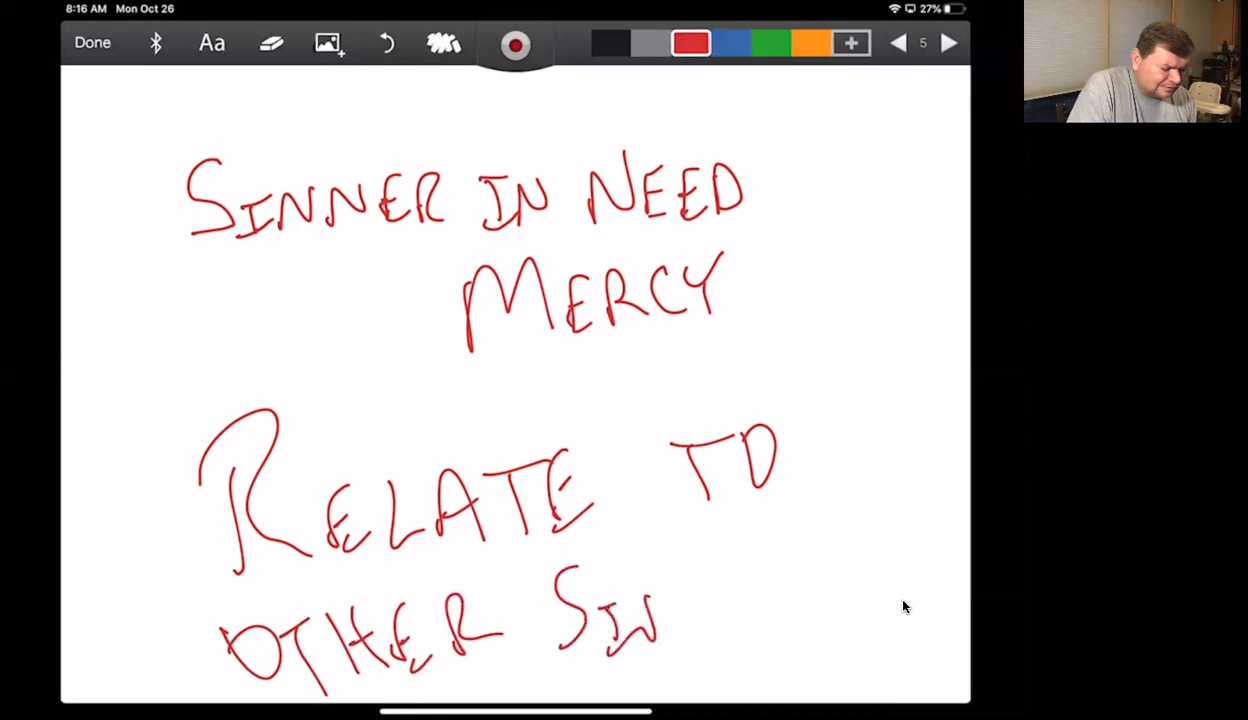 8:16 AM Mon Oct 26
27%
Done
Aa
5
SINNER IN NEED
MERCY
RELATE TO
OTHER SIN